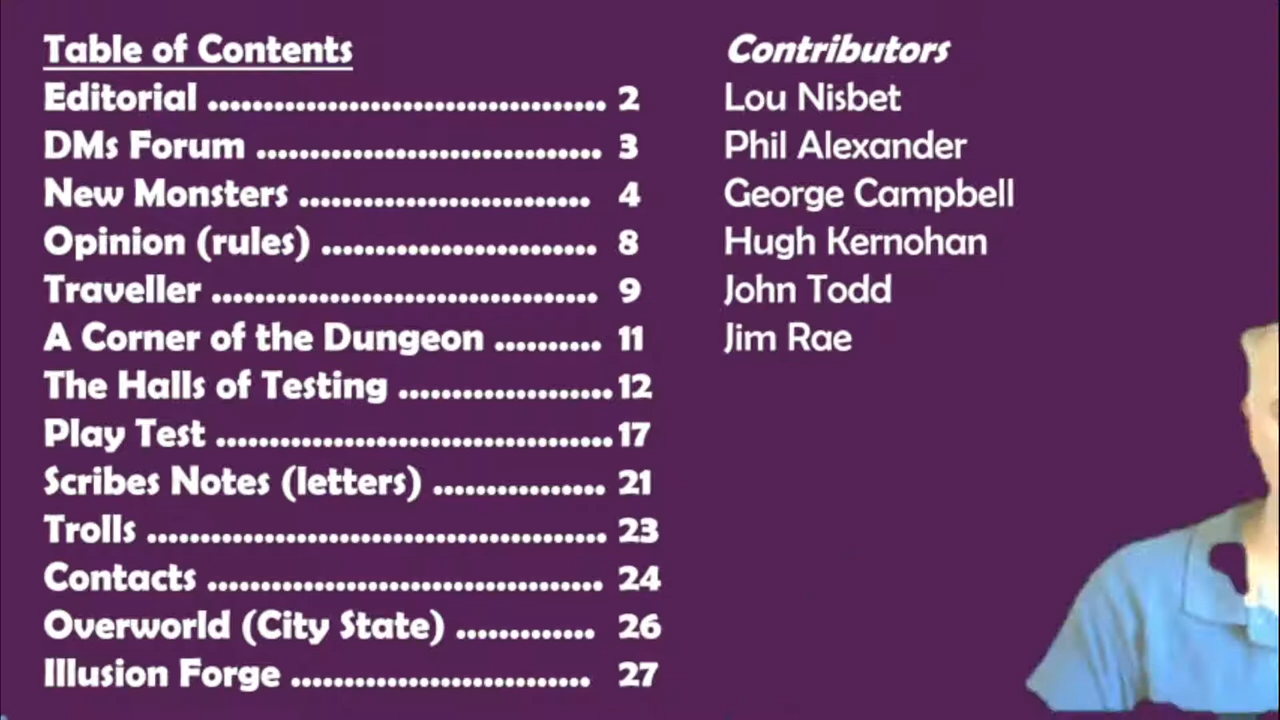 Table of Contents
Editorial .................................... 2
DMs Forum ............................... 3
New Monsters .......................... 4
Opinion (rules) ......................... 8
Traveller ................................... 9
A Corner of the Dungeon .......... 11
The Halls of Testing ................... 12
Play Test .................................... 17
Scribes Notes (letters) ................ 21
Trolls .......................................... 23
Contacts .................................... 24
Overworld (City State) ............. 26
Illusion Forge ........................... 27
Contributors
Lou Nisbet
Phil Alexander
George Campbell
Hugh Kernohan
John Todd
Jim Rae